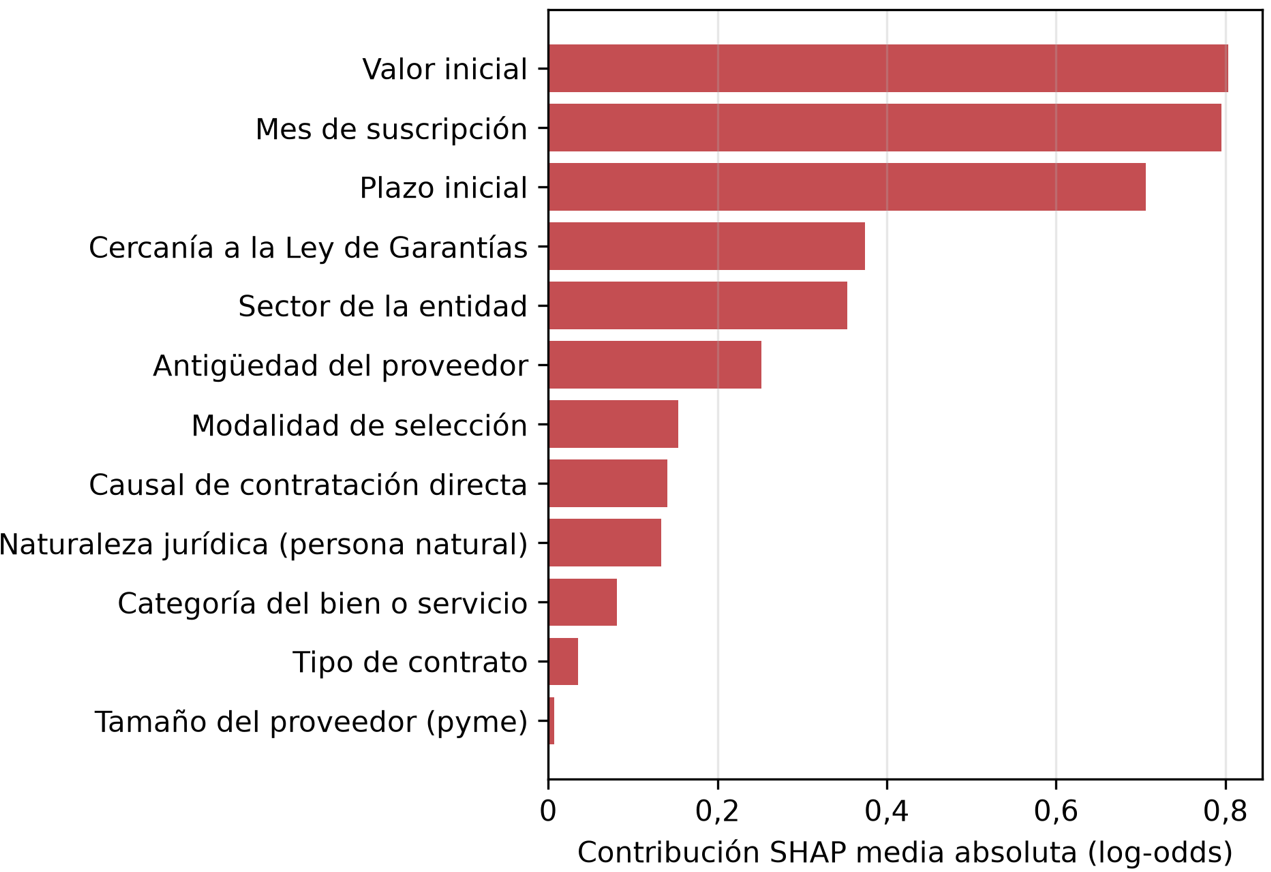 Valor inicial
Mes de suscripción
Plazo inicial
Cercanía a la Ley de Garantías
Sector de la entidad
Antigüedad del proveedor
Modalidad de selección
Causal de contratación directa
Naturaleza jurídica (persona natural)
Categoría del bien o servicio
Tipo de contrato
Tamaño del proveedor (pyme)
0 0,2 0,4 0,6 0,8
Contribución SHAP media absoluta (log-odds)